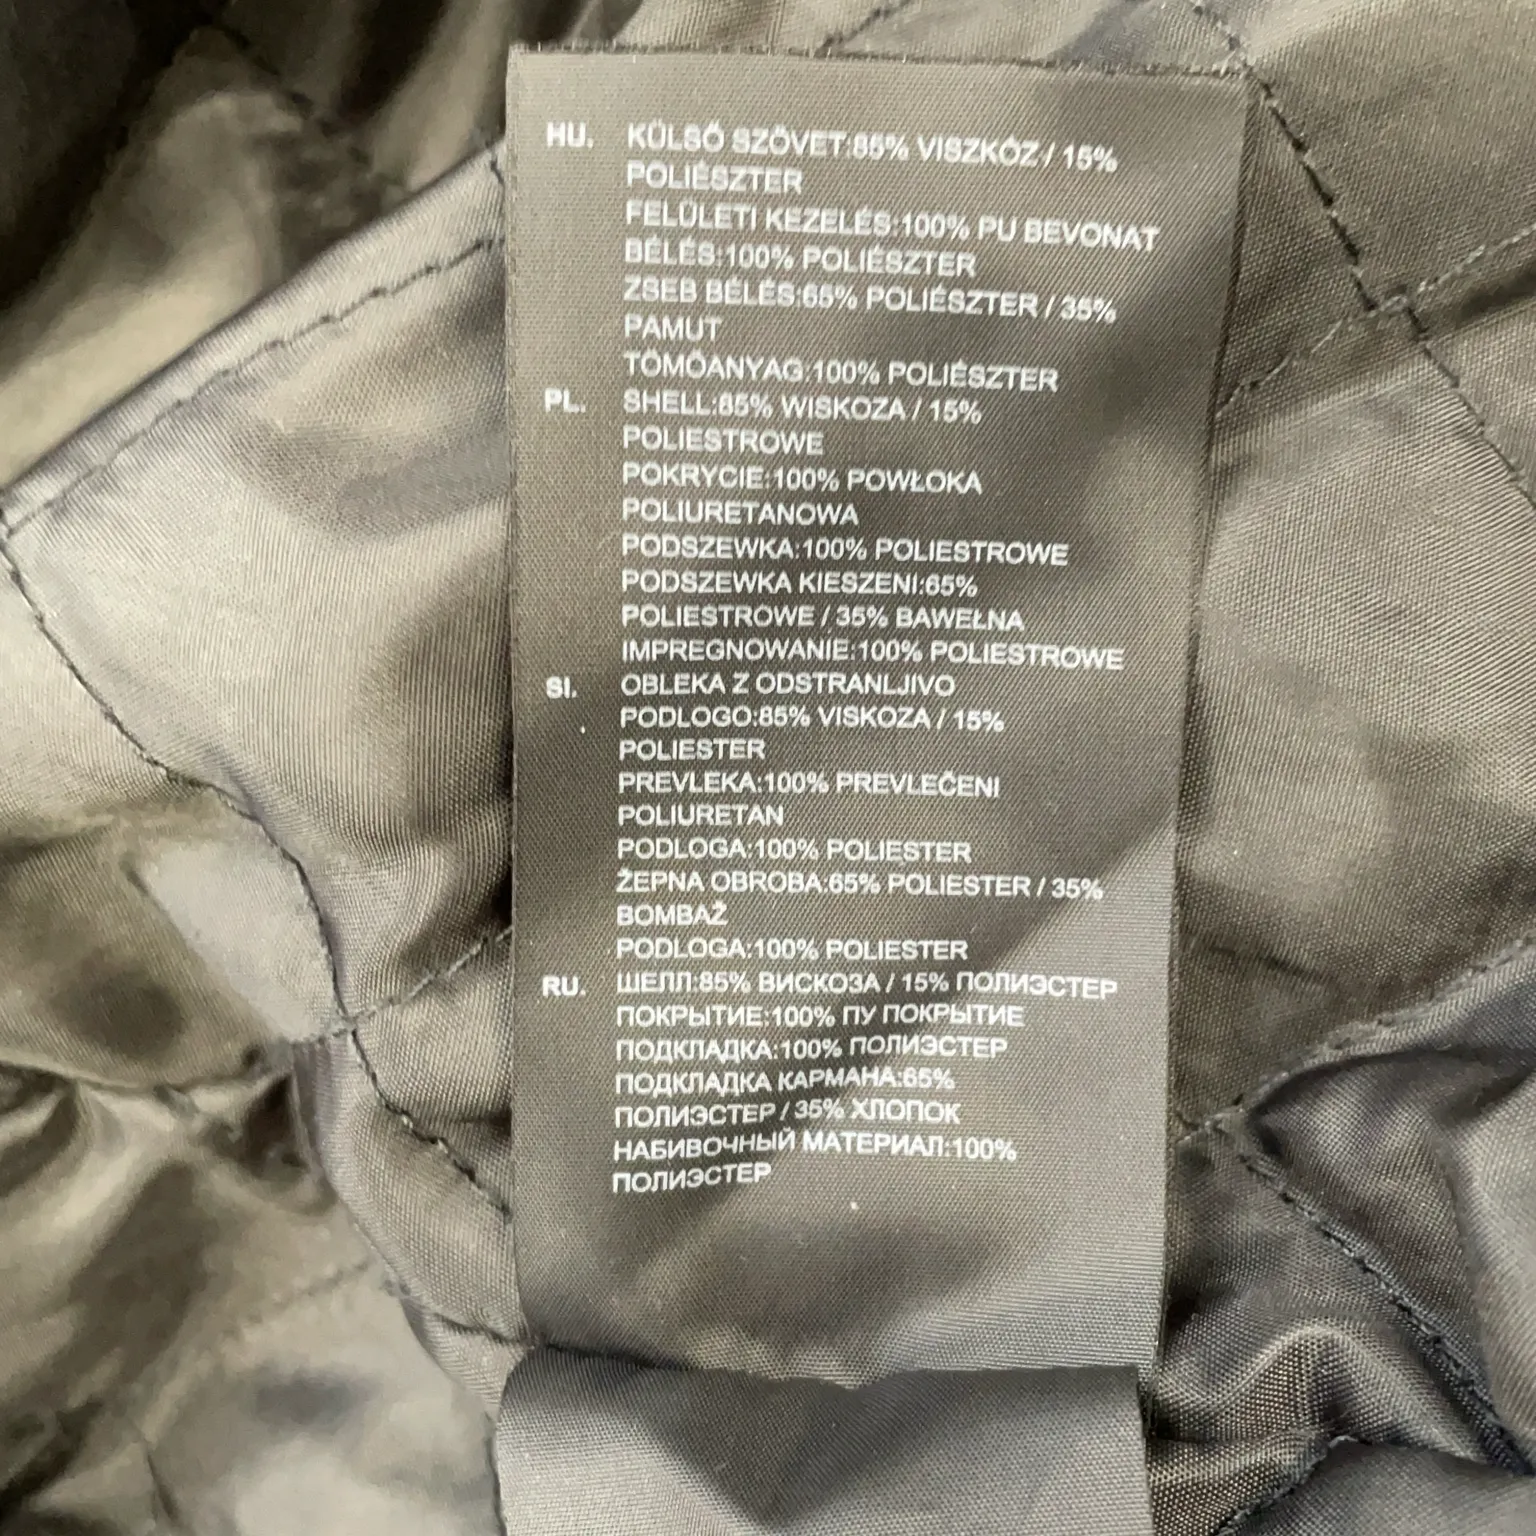 HU. KÜLSŐ SZÖVET:85% VISZKÓZ / 15%
POLIÉSZTER
FELÜLETI KEZELÉS:100% PU BEVONAT
BÉLÉS:100% POLIÉSZTER
ZSEB BÉLÉS:65% POLIÉSZTER / 35%
PAMUT
TÖMŐANYAG:100% POLIÉSZTER
PL. SHELL:85% WISKOZA / 15%
POLIESTROWE
POKRYCIE:100% POWŁOKA
POLIURETANOWA
PODSZEWKA:100% POLIESTROWE
PODSZEWKA KIESZENI:65%
POLIESTROWE / 35% BAWEŁNA
IMPREGNOWANIE:100% POLIESTROWE
SI. OBLEKA Z ODSTRANLJIVO
PODLOGO:85% VISKOZA / 15%
POLIESTER
PREVLEKA:100% PREVLEČENI
POLIURETAN
PODLOGA:100% POLIESTER
ŽEPNA OBROBA:65% POLIESTER / 35%
BOMBAŽ
PODLOGA:100% POLIESTER
RU. ШЕЛЛ:85% ВИСКОЗА / 15% ПОЛИЭСТЕР
ПОКРЫТИЕ:100% ПУ ПОКРЫТИЕ
ПОДКЛАДКА:100% ПОЛИЭСТЕР
ПОДКЛАДКА КАРМАНА:65%
ПОЛИЭСТЕР / 35% ХЛОПОК
НАБИВОЧНЫЙ МАТЕРИАЛ:100%
ПОЛИЭСТЕР